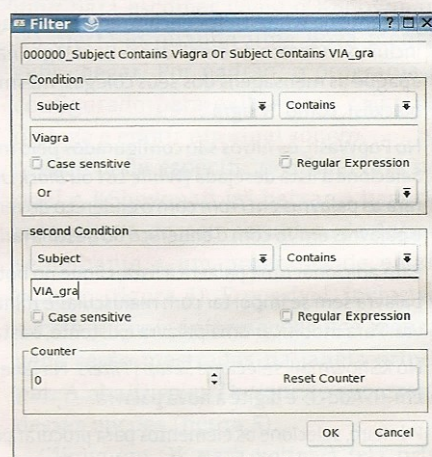 Filter
000000_Subject Contains Viagra Or Subject Contains VIA_gra
Condition
Subject Contains
Viagra
Case sensitive Regular Expression
Or
second Condition
Subject Contains
VIA_gra
Case sensitive Regular Expression
Counter
0 Reset Counter
OK Cancel